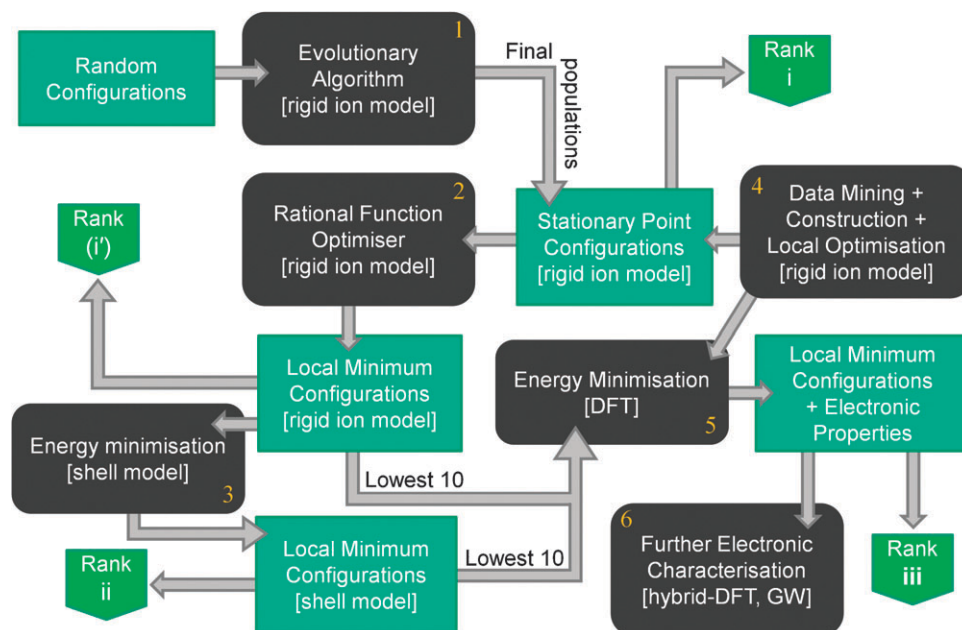 Random
Configurations
1
Evolutionary
Algorithm
[rigid ion model]
Final
populations
Rank
i
Rank
(i′)
2
Rational Function
Optimiser
[rigid ion model]
Stationary Point
Configurations
[rigid ion model]
4
Data Mining +
Construction +
Local Optimisation
[rigid ion model]
Local Minimum
Configurations
[rigid ion model]
Energy Minimisation
[DFT]
5
Local Minimum
Configurations
+ Electronic
Properties
Energy minimisation
[shell model]
3
Lowest 10
Rank
ii
Local Minimum
Configurations
[shell model]
Lowest 10
6
Further Electronic
Characterisation
[hybrid-DFT, GW]
Rank
iii